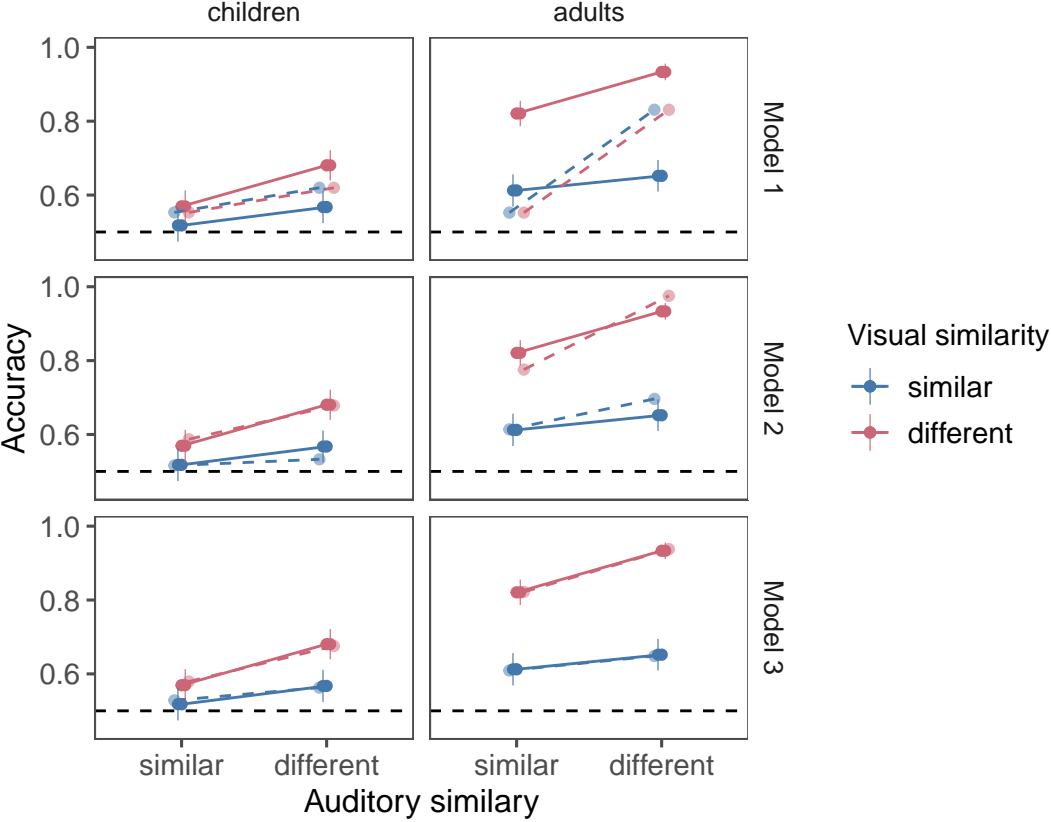 children adults
1.0
0.8
0.6
Model 1
1.0
0.8
0.6
Model 2
1.0
0.8
0.6
Model 3
Accuracy
similar different similar different
Auditory similary
Visual similarity
similar
different